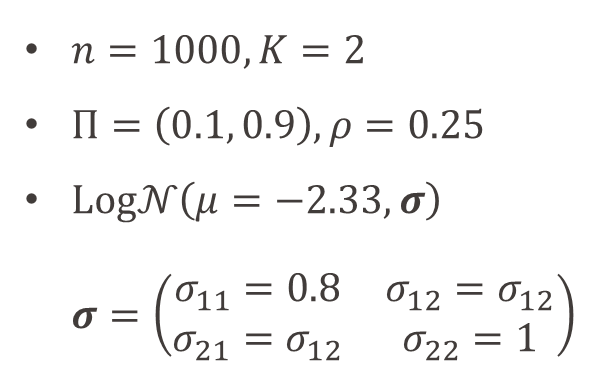 • n = 1000, K = 2
• Π = (0.1, 0.9), ρ = 0.25
• Log𝒩(μ = −2.33, σ)
σ = (σ₁₁ = 0.8 σ₁₂ = σ₁₂
σ₂₁ = σ₁₂ σ₂₂ = 1)